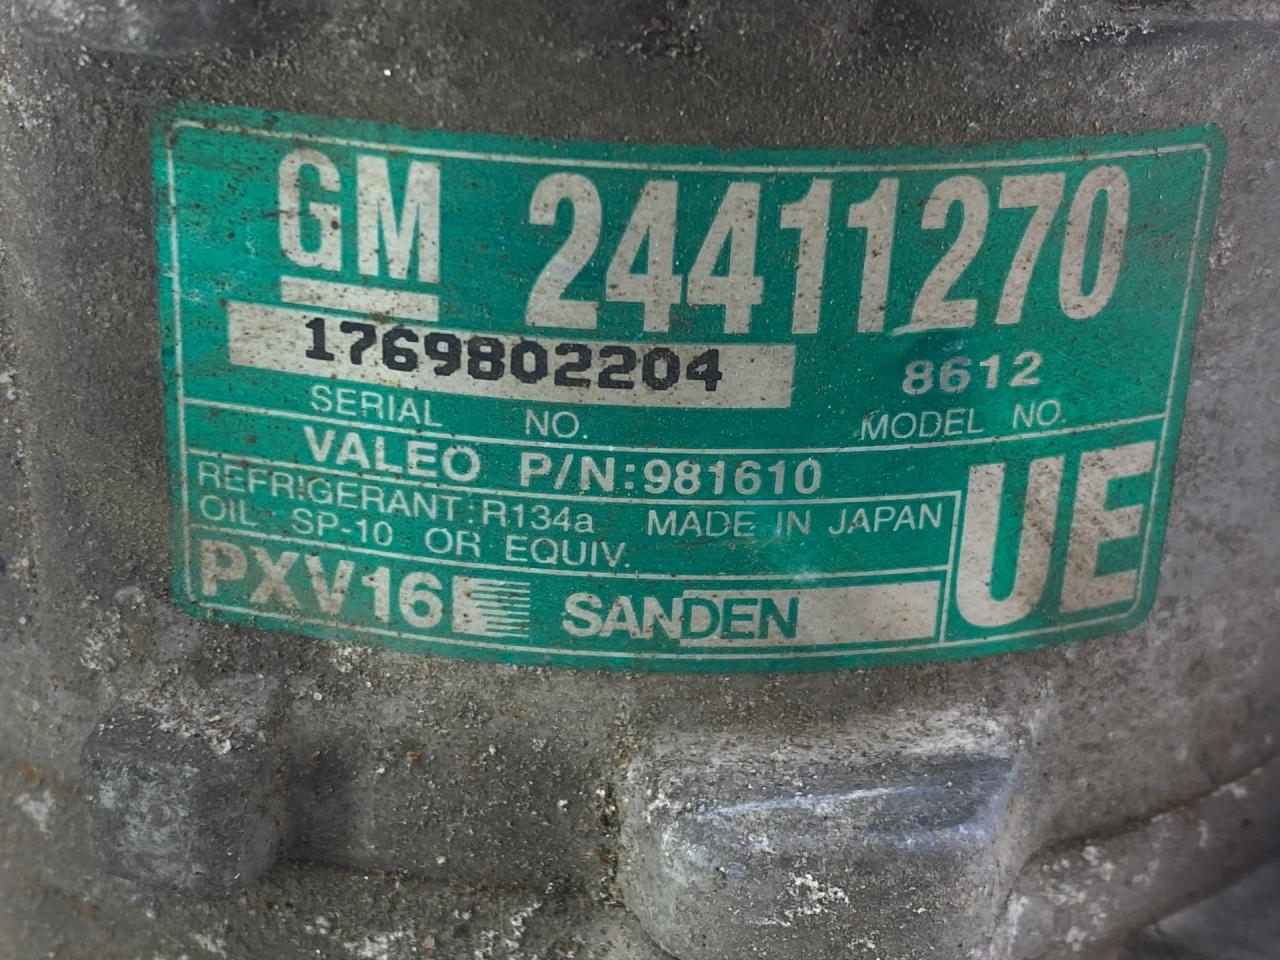 GM 24411270
1769802204 8612
SERIAL NO. MODEL NO.
VALEO P/N:981610
REFRIGERANT:R134a MADE IN JAPAN
OIL SP-10 OR EQUIV.
UE
PXV16 SANDEN